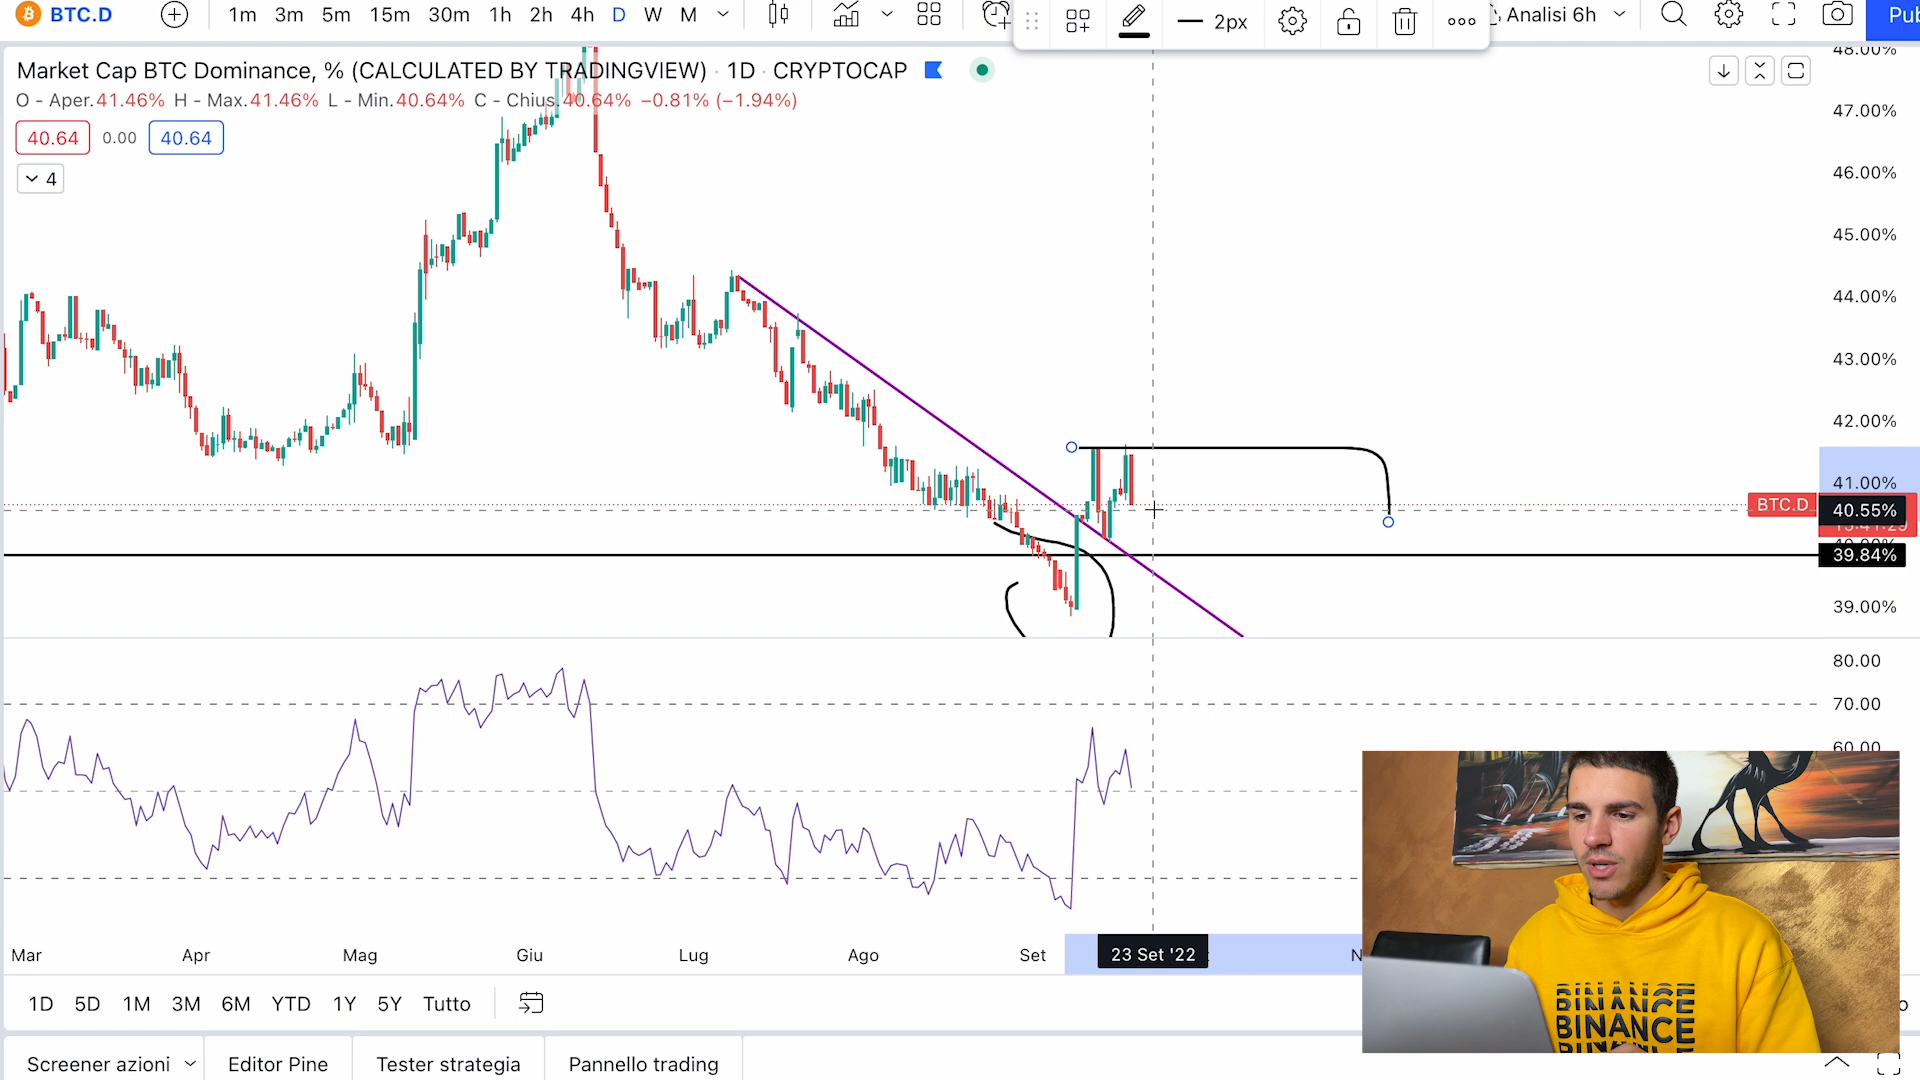 BTC.D 1m 3m 5m 15m 30m 1h 2h 4h D W M 2px Analisi 6h Pub
Market Cap BTC Dominance, % (CALCULATED BY TRADINGVIEW) · 1D · CRYPTOCAP
O - Aper.41.46% H - Max.41.46% L - Min.40.64% C - Chius.40.64% −0.81% (−1.94%)
40.64 0.00 40.64
4
48.00%
47.00%
46.00%
45.00%
44.00%
43.00%
42.00%
41.00%
BTC.D
40.55%
39.84%
39.00%
80.00
70.00
60.00
Mar Apr Mag Giu Lug Ago Set 23 Set '22 N
1D 5D 1M 3M 6M YTD 1Y 5Y Tutto
Screener azioni Editor Pine Tester strategia Pannello trading
BINANCE
BINANCE